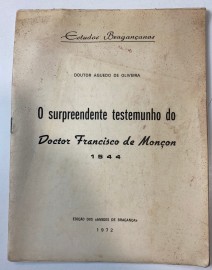 Estudos Bragançanos
DOUTOR AGUEDO DE OLIVEIRA
O surpreendente testemunho do
Doctor Francisco de Monçon
1544
EDIÇÃO DOS «AMIGOS DE BRAGANÇA»
1972